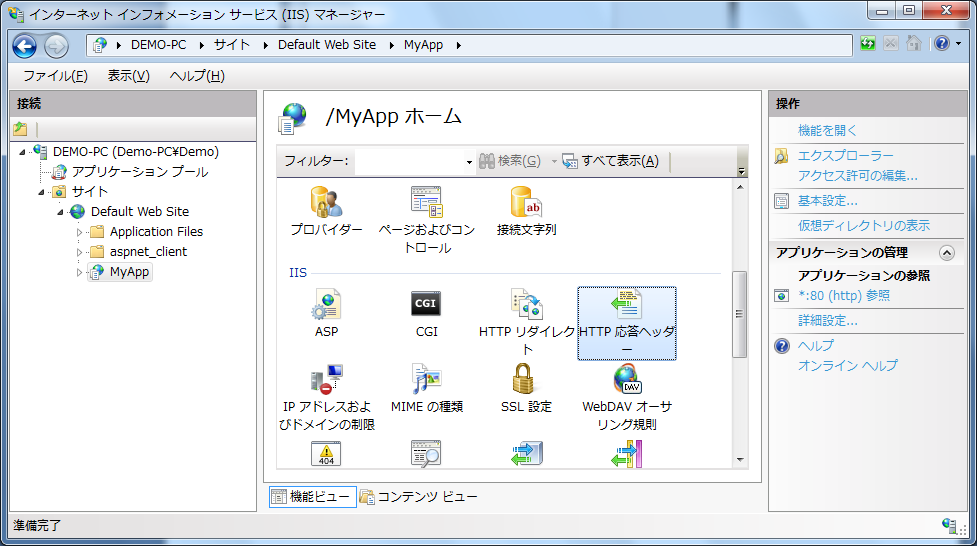 インターネット インフォメーション サービス (IIS) マネージャー
DEMO-PC サイト Default Web Site MyApp
ファイル(F) 表示(V) ヘルプ(H)
接続
DEMO-PC (Demo-PC¥Demo)
アプリケーション プール
サイト
Default Web Site
Application Files
aspnet_client
MyApp
/MyApp ホーム
フィルター: 検索(G) すべて表示(A)
プロバイダー
ページおよびコン
トロール
接続文字列
ab
IIS
ASP
CGI
CGI
HTTP リダイレク
ト
HTTP 応答ヘッダ
ー
IP アドレスおよ
びドメインの制限
MIME の種類
SSL 設定
DAV
WebDAV オーサ
リング規則
404
機能ビュー コンテンツ ビュー
操作
機能を開く
エクスプローラー
アクセス許可の編集...
基本設定...
仮想ディレクトリの表示
アプリケーションの管理
アプリケーションの参照
*:80 (http) 参照
詳細設定...
ヘルプ
オンライン ヘルプ
準備完了